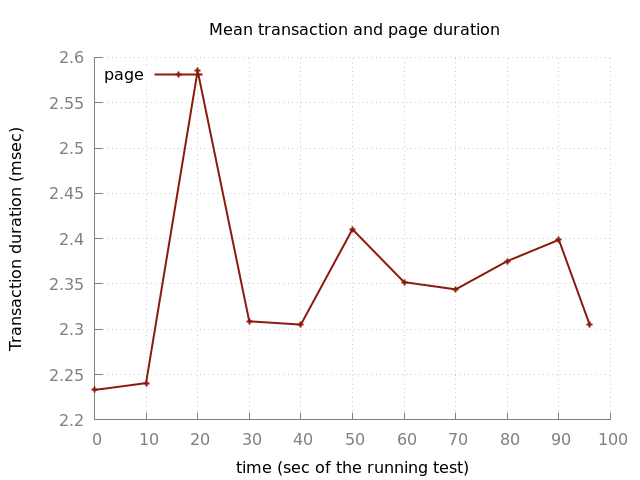 Mean transaction and page duration
page
Transaction duration (msec)
2.6
2.55
2.5
2.45
2.4
2.35
2.3
2.25
2.2
0 10 20 30 40 50 60 70 80 90 100
time (sec of the running test)